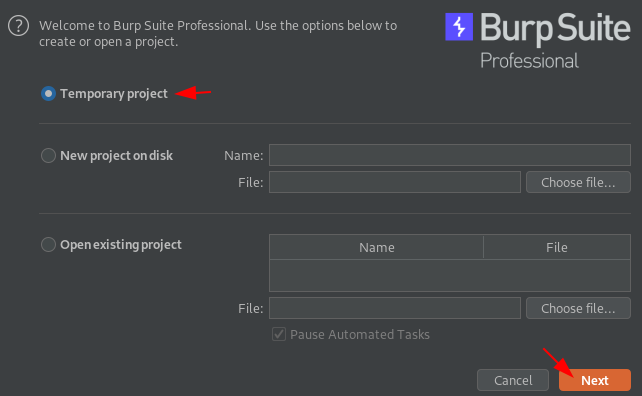 Welcome to Burp Suite Professional. Use the options below to
create or open a project.
Burp Suite
Professional
Temporary project
New project on disk
Name:
File:
Choose file...
Open existing project
Name
File
File:
Choose file...
Pause Automated Tasks
Cancel
Next